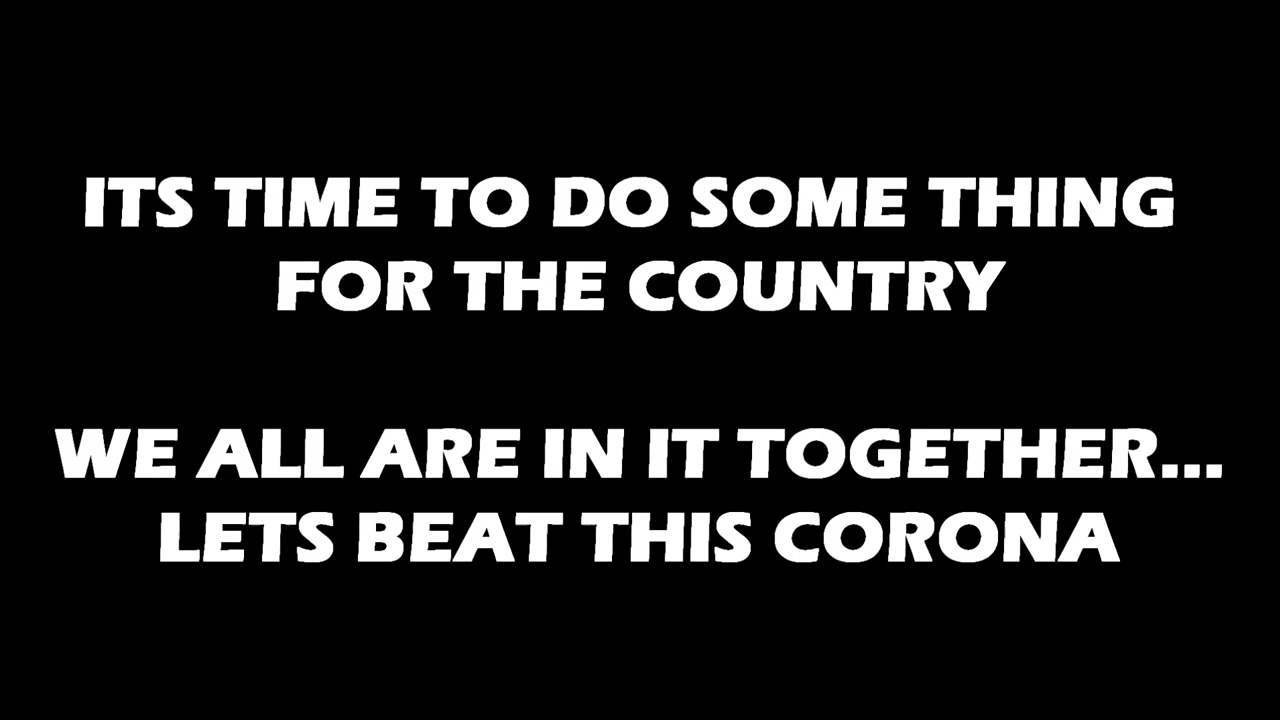 ITS TIME TO DO SOME THING
FOR THE COUNTRY
WE ALL ARE IN IT TOGETHER...
LETS BEAT THIS CORONA